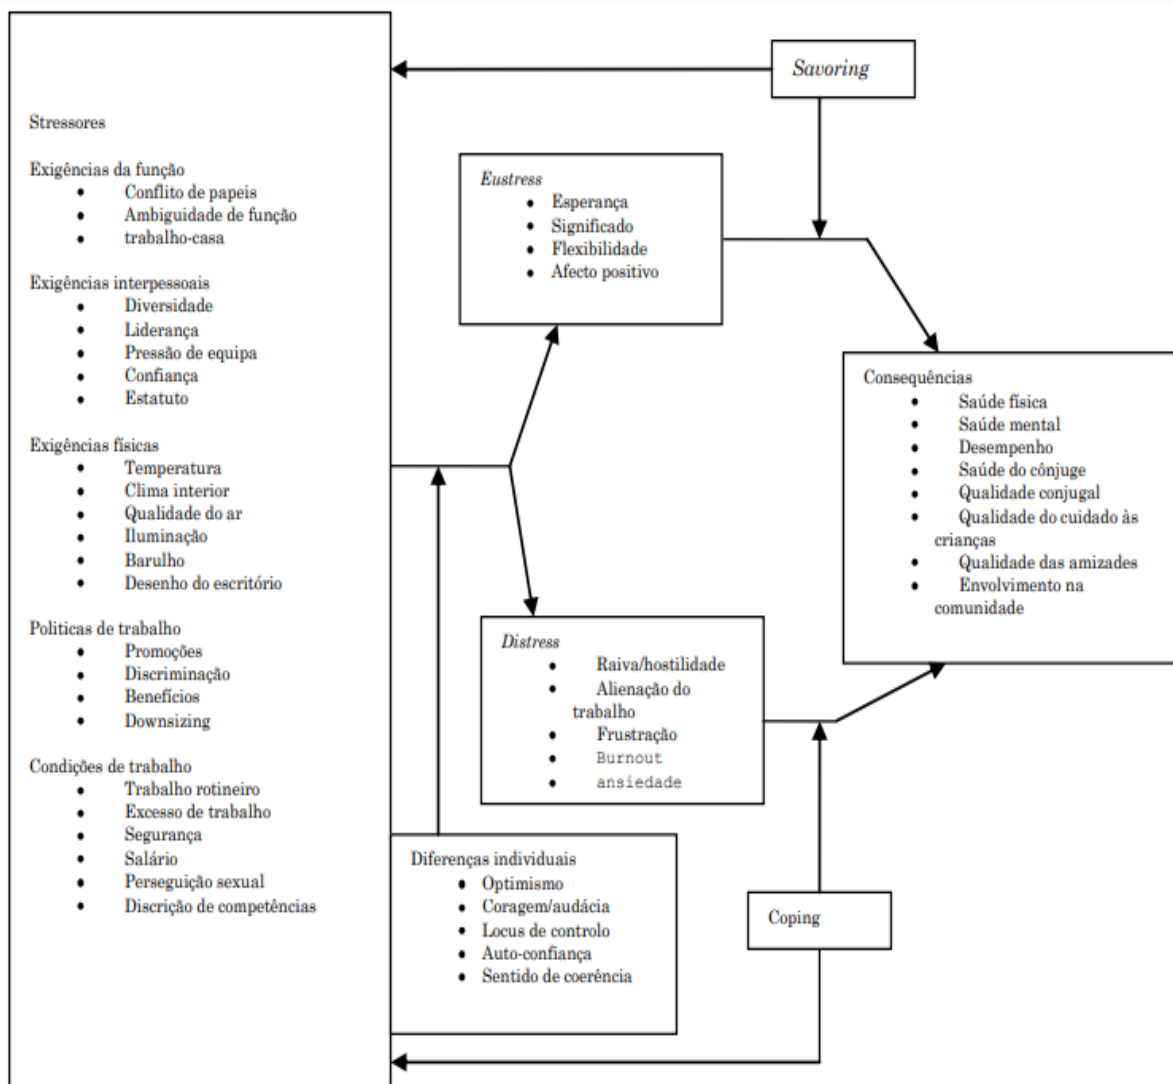 Stressores
Exigências da função
• Conflito de papeis
• Ambiguidade de função
• trabalho-casa
Exigências interpessoais
• Diversidade
• Liderança
• Pressão de equipa
• Confiança
• Estatuto
Exigências físicas
• Temperatura
• Clima interior
• Qualidade do ar
• Iluminação
• Barulho
• Desenho do escritório
Politicas de trabalho
• Promoções
• Discriminação
• Benefícios
• Downsizing
Condições de trabalho
• Trabalho rotineiro
• Excesso de trabalho
• Segurança
• Salário
• Perseguição sexual
• Discrição de competências
Savoring
Eustress
• Esperança
• Significado
• Flexibilidade
• Afecto positivo
Distress
• Raiva/hostilidade
• Alienação do
trabalho
• Frustração
• Burnout
• ansiedade
Diferenças individuais
• Optimismo
• Coragem/audácia
• Locus de controlo
• Auto-confiança
• Sentido de coerência
Coping
Consequências
• Saúde física
• Saúde mental
• Desempenho
• Saúde do cônjuge
• Qualidade conjugal
• Qualidade do cuidado às
crianças
• Qualidade das amizades
• Envolvimento na
comunidade